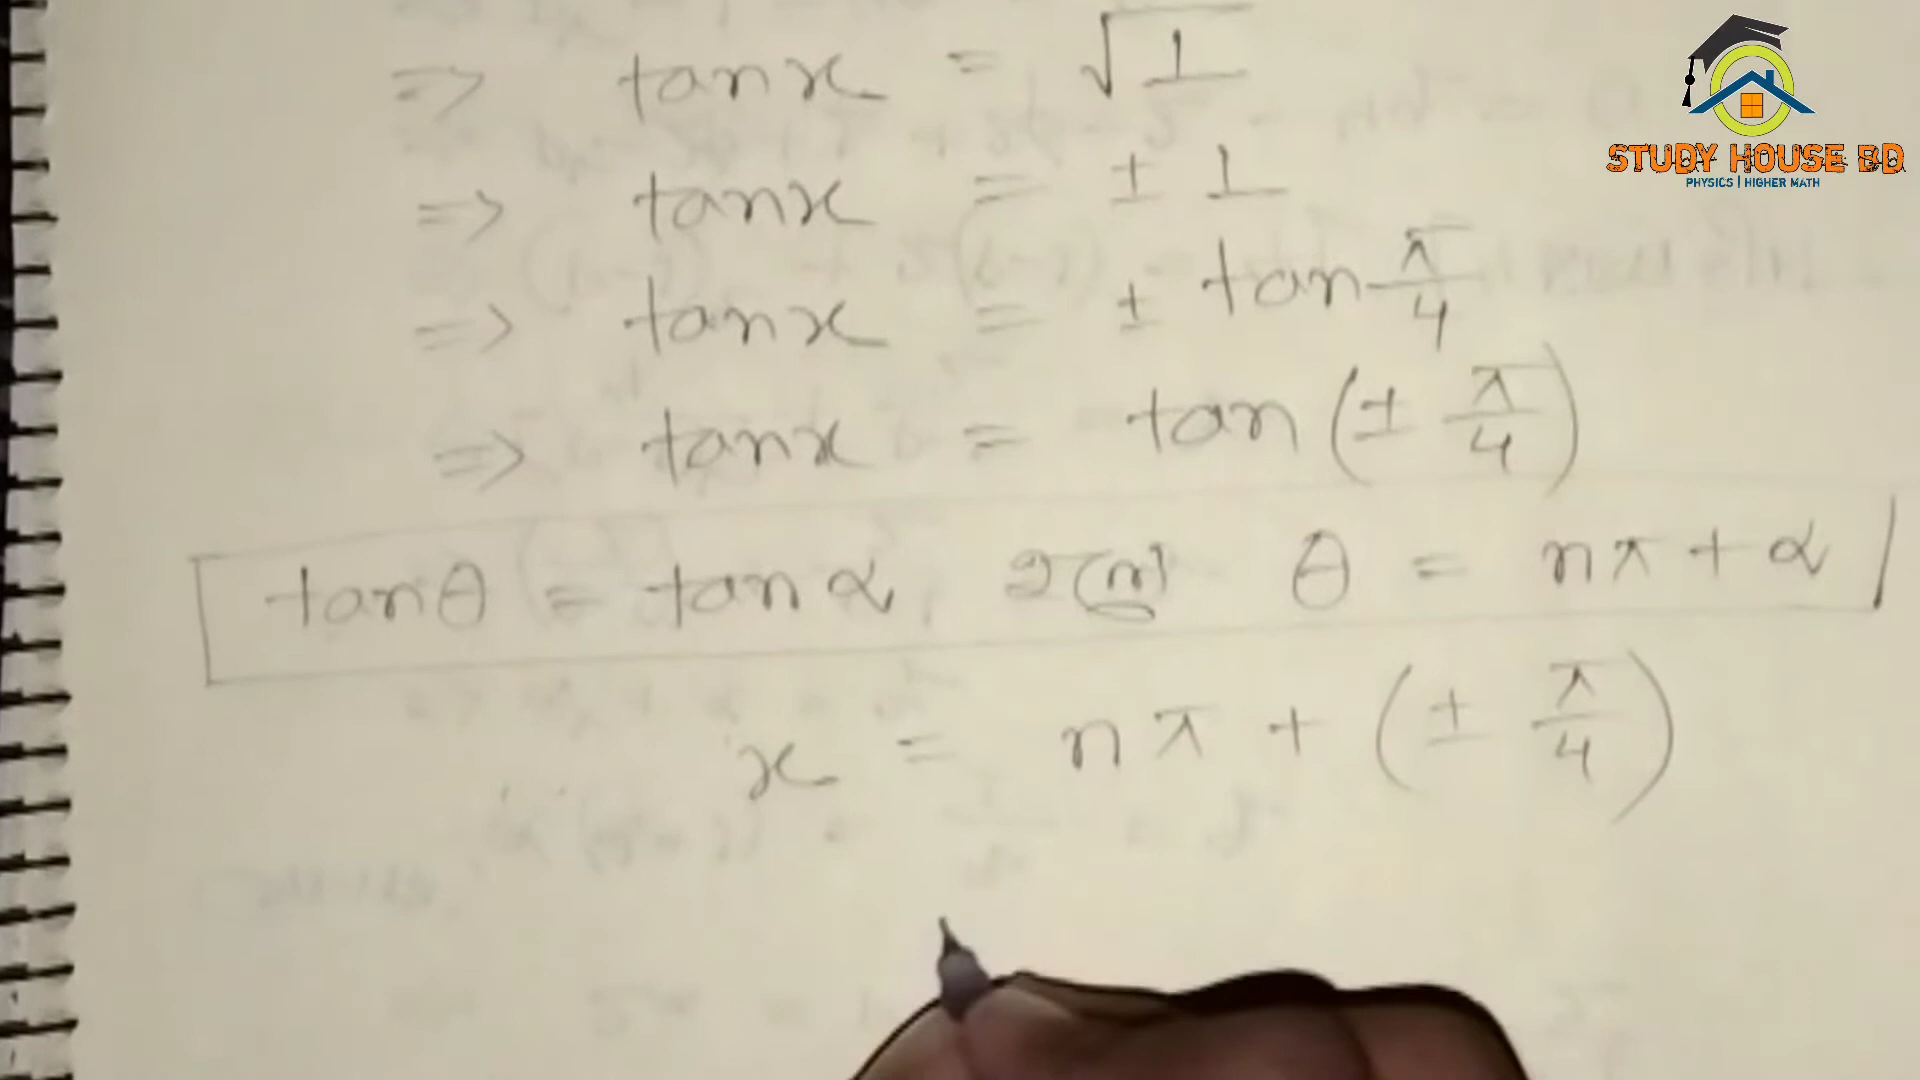 => tanx = √1
=> tanx = ± 1
=> tanx = ± tan π/4
=> tanx = tan (± π/4)
tanθ = tanα, হলে θ = nπ + α
x = nπ + (± π/4)
STUDY HOUSE BD
PHYSICS | HIGHER MATH